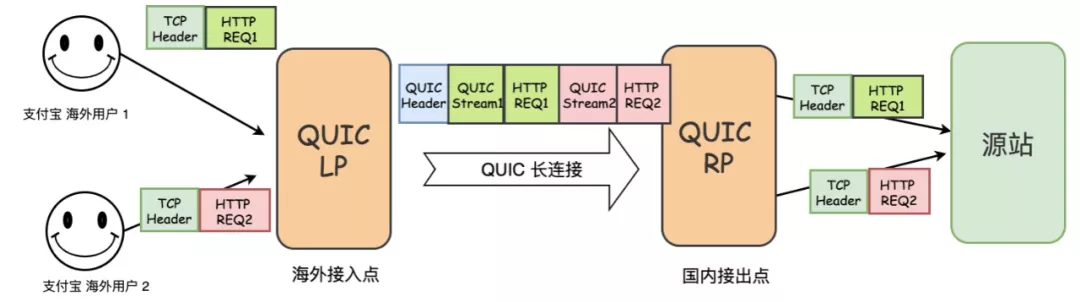 TCP
Header
HTTP
REQ1
支付宝 海外用户 1
TCP
Header
HTTP
REQ2
支付宝 海外用户 2
QUIC
LP
海外接入点
QUIC
Header
QUIC
Stream1
HTTP
REQ1
QUIC
Stream2
HTTP
REQ2
QUIC 长连接
QUIC
RP
国内接出点
TCP
Header
HTTP
REQ1
TCP
Header
HTTP
REQ2
源站